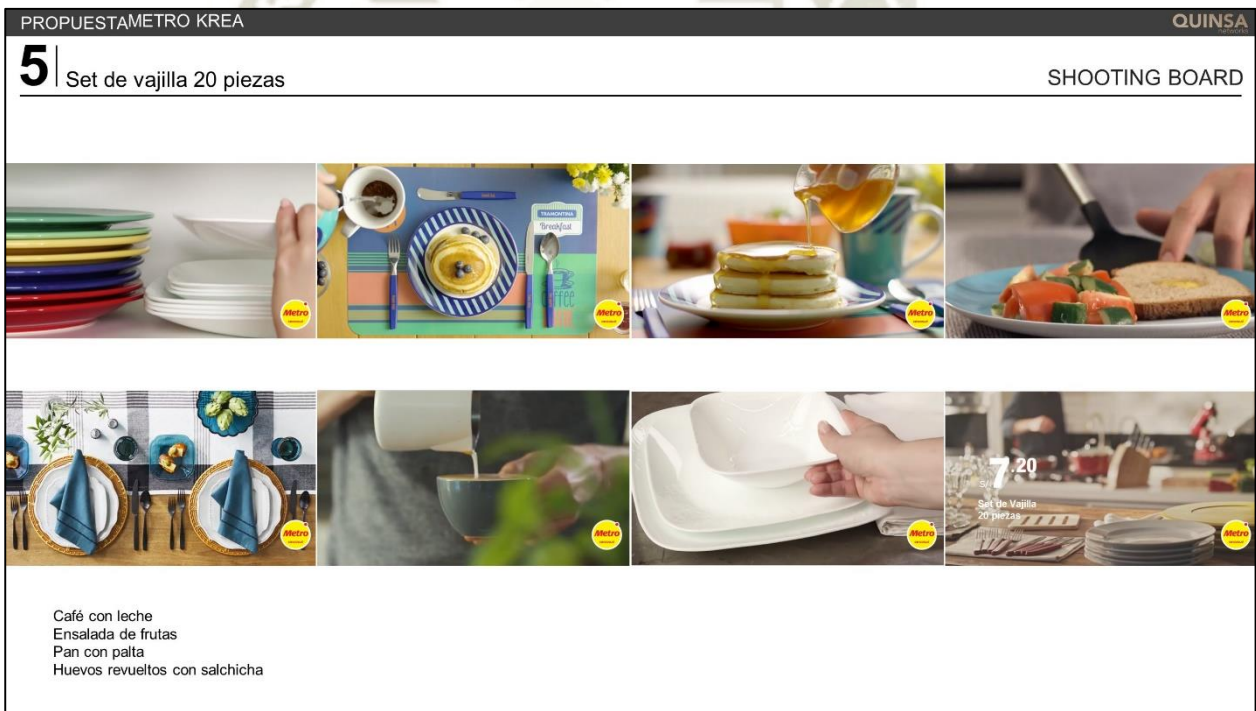 PROPUESTAMETRO KREA
QUINSA
networks
5
Set de vajilla 20 piezas
SHOOTING BOARD
Metro
TRAMONTINA
Breakfast
Coffee
Metro
Metro
Metro
Metro
Metro
Metro
S/ 7.20
Set de Vajilla
20 piezas
Metro
Café con leche
Ensalada de frutas
Pan con palta
Huevos revueltos con salchicha